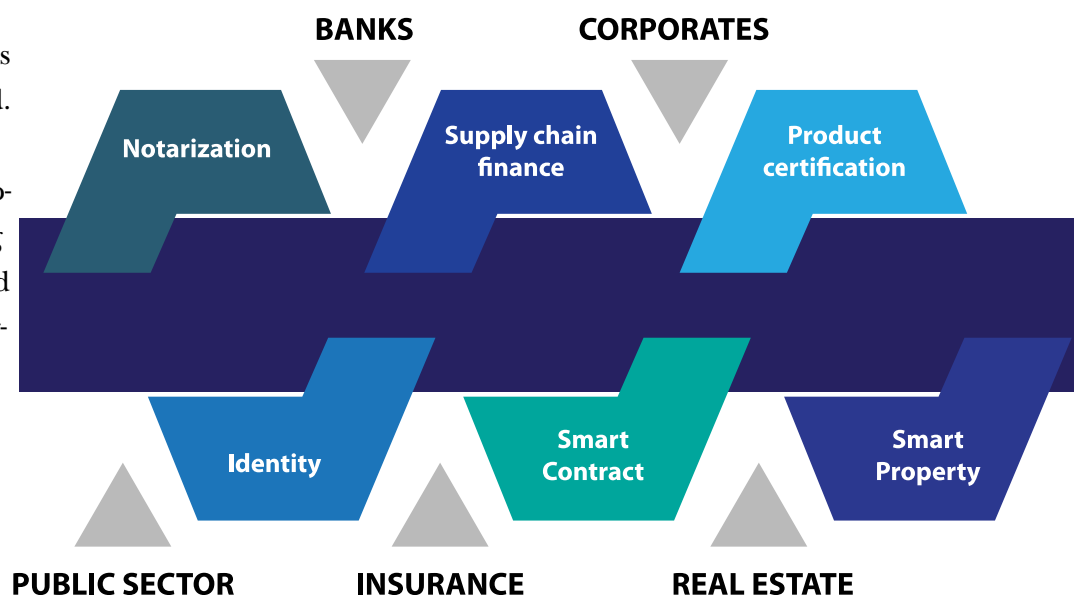 BANKS
CORPORATES
s
l.
Notarization
Supply chain
finance
Product
certification
o-
d
Identity
Smart
Contract
Smart
Property
PUBLIC SECTOR
INSURANCE
REAL ESTATE